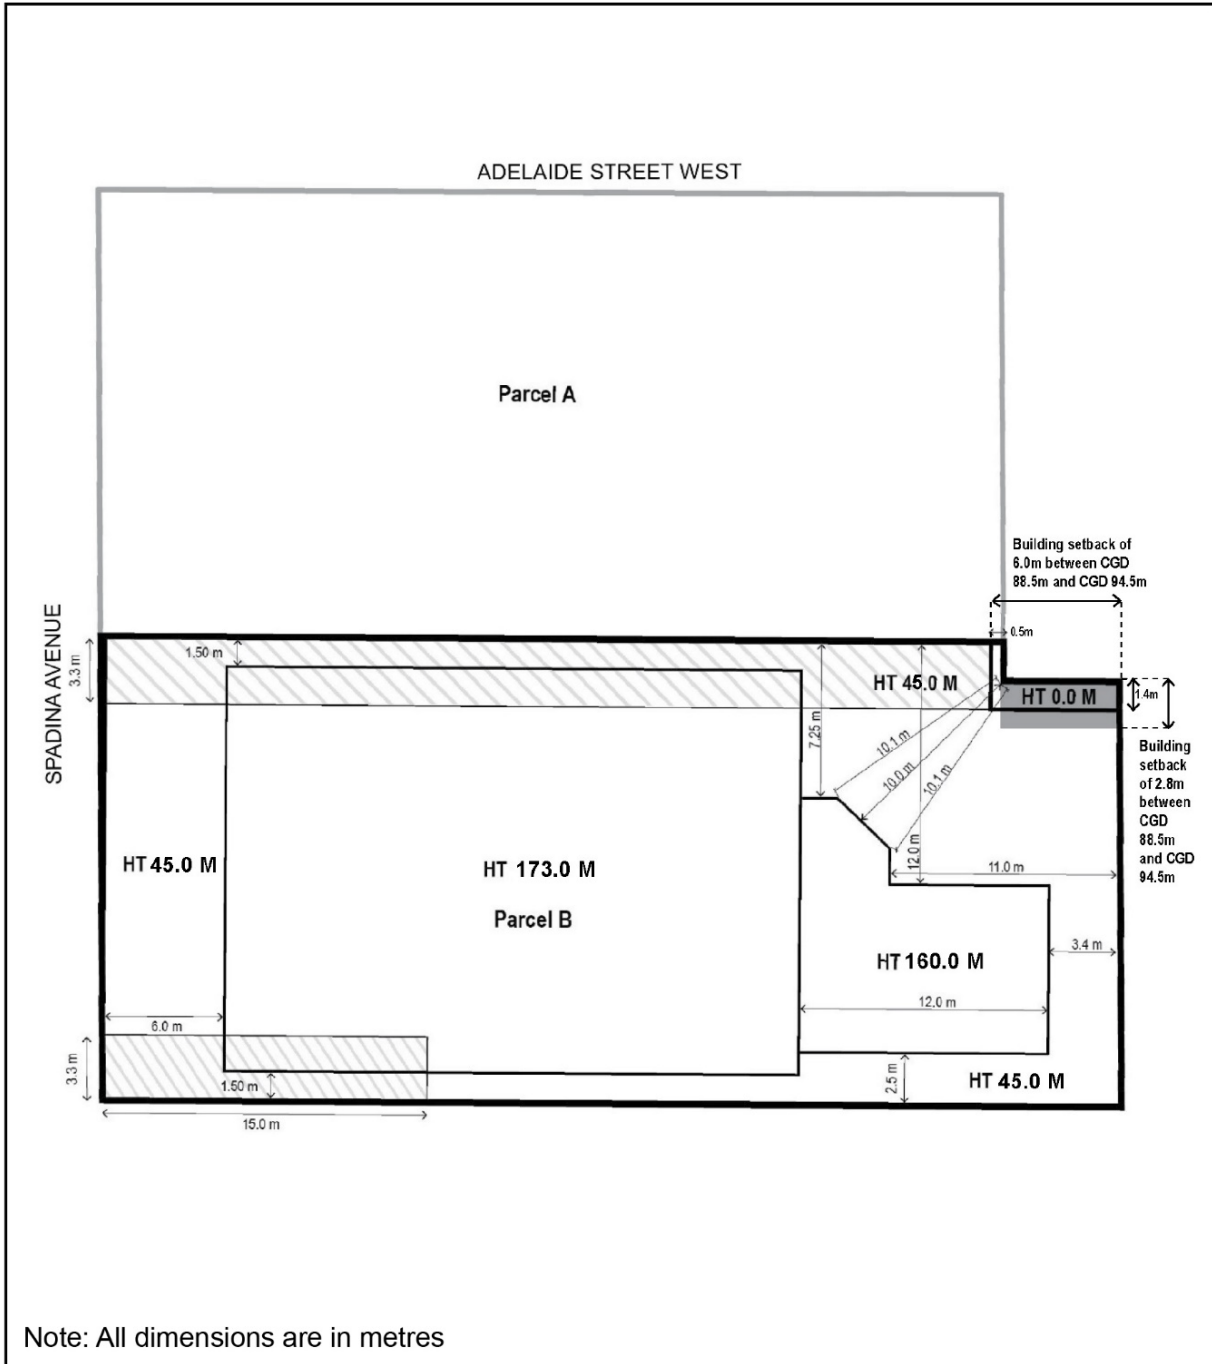 ADELAIDE STREET WEST
Parcel A
Building setback of
6.0m between CGD
88.5m and CGD 94.5m
SPADINA AVENUE
3.3 m
1.50 m
0.5m
HT 45.0 M
HT 0.0 M
1.4m
7.25 m
10.1 m
10.0 m
10.1 m
12.0 m
Building
setback
of 2.8m
between
CGD
88.5m
and CGD
94.5m
HT 45.0 M
HT 173.0 M
Parcel B
11.0 m
HT 160.0 M
3.4 m
12.0 m
6.0 m
3.3 m
1.50 m
2.5 m
HT 45.0 M
15.0 m
Note: All dimensions are in metres